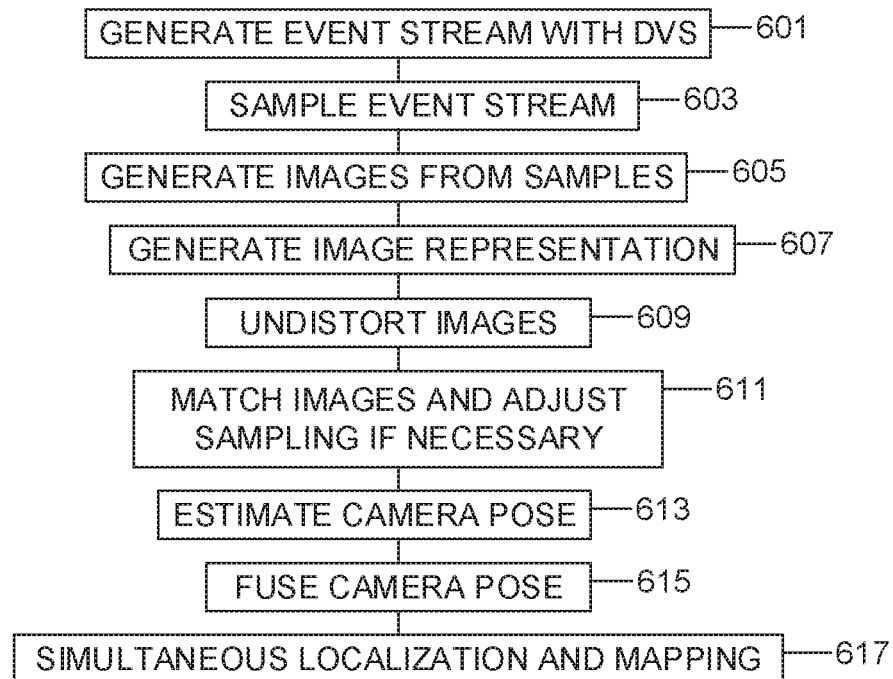 GENERATE EVENT STREAM WITH DVS 601
SAMPLE EVENT STREAM 603
GENERATE IMAGES FROM SAMPLES 605
GENERATE IMAGE REPRESENTATION 607
UNDISTORT IMAGES 609
MATCH IMAGES AND ADJUST 611
SAMPLING IF NECESSARY
ESTIMATE CAMERA POSE 613
FUSE CAMERA POSE 615
SIMULTANEOUS LOCALIZATION AND MAPPING 617